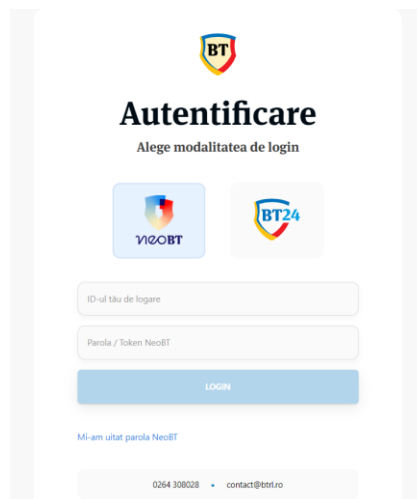 BT
Autentificare
Alege modalitatea de login
neoBT
BT24
ID-ul tău de logare
Parola / Token NeoBT
LOGIN
Mi-am uitat parola NeoBT
0264 308028 • contact@btrl.ro